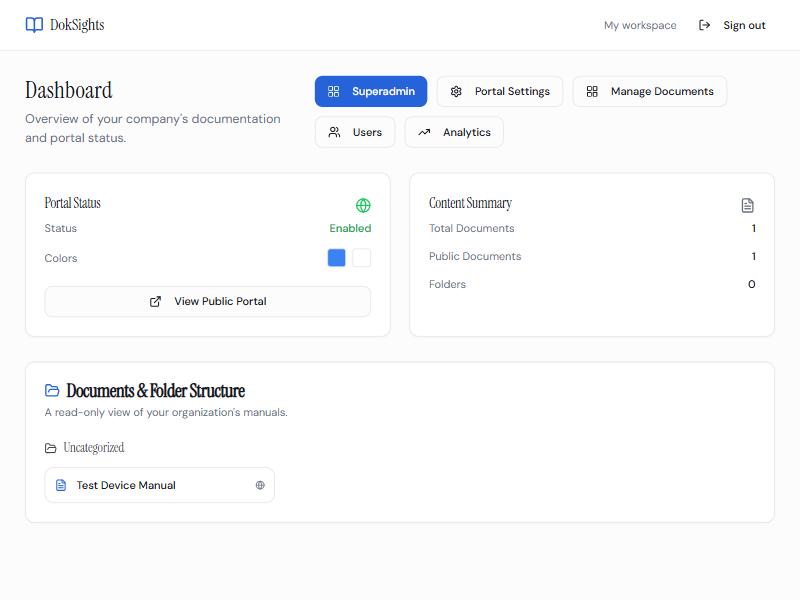 DokSights
My workspace
Sign out
Dashboard
Overview of your company's documentation
and portal status.
Superadmin
Portal Settings
Manage Documents
Users
Analytics
Portal Status
Status
Enabled
Colors
View Public Portal
Content Summary
Total Documents
1
Public Documents
1
Folders
0
Documents & Folder Structure
A read-only view of your organization's manuals.
Uncategorized
Test Device Manual